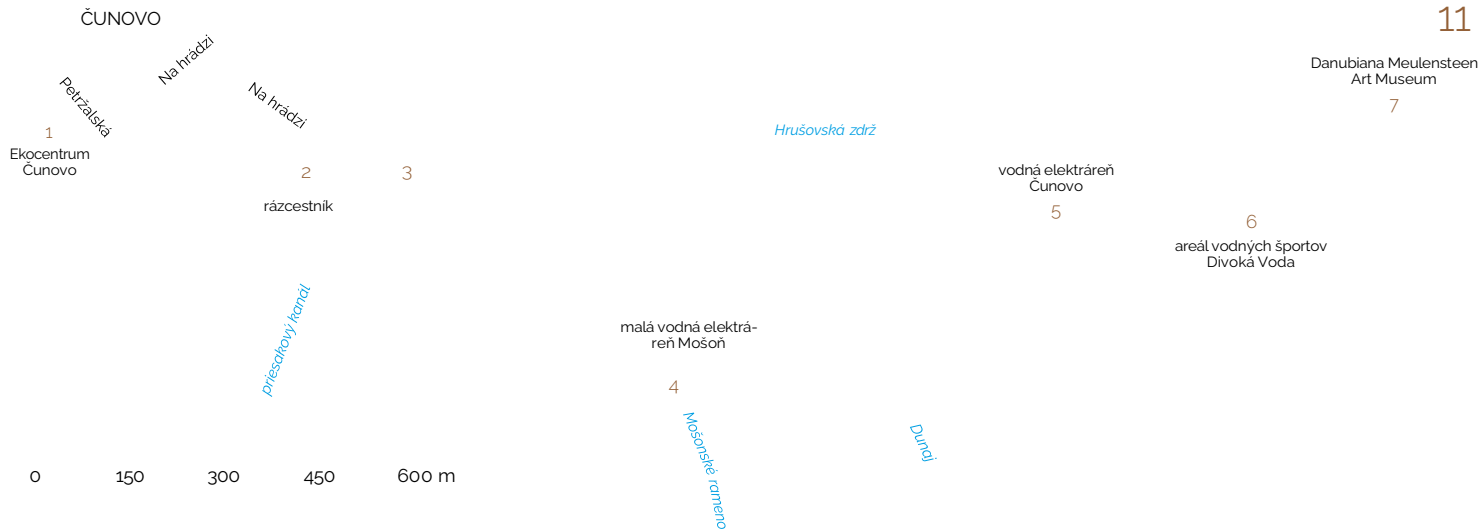 ČUNOVO
11
Na hrádzi
Danubiana Meulensteen
Art Museum
7
Petržalská
Na hrádzi
1
Ekocentrum
Čunovo
Hrušovská zdrž
2
rázcestník
3
vodná elektráreň
Čunovo
5
6
areál vodných športov
Divoká Voda
priesakový kanál
malá vodná elektrá-
reň Mošoň
4
Mošonské rameno
Dunaj
0 150 300 450 600 m